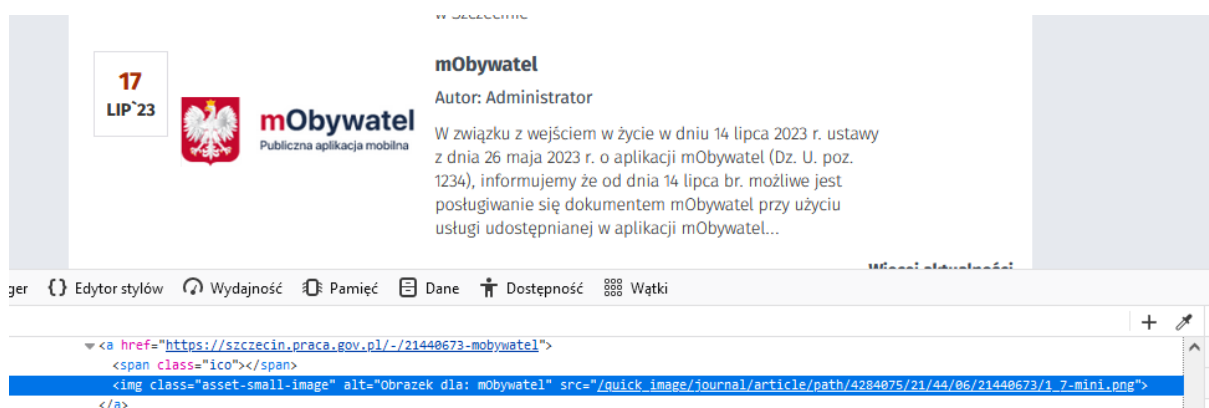 w Szczecinie
17
LIP`23
mObywatel
Publiczna aplikacja mobilna
mObywatel
Autor: Administrator
W związku z wejściem w życie w dniu 14 lipca 2023 r. ustawy
z dnia 26 maja 2023 r. o aplikacji mObywatel (Dz. U. poz.
1234), informujemy że od dnia 14 lipca br. możliwe jest
posługiwanie się dokumentem mObywatel przy użyciu
usługi udostępnianej w aplikacji mObywatel...
Więcej aktualności
ger {} Edytor stylów Wydajność Pamięć Dane Dostępność Wątki
<a href="https://szczecin.praca.gov.pl/-/21440673-mobywatel">
<span class="ico"></span>
<img class="asset-small-image" alt="Obrazek dla: mObywatel" src="/quick_image/journal/article/path/4284075/21/44/06/21440673/1_7-mini.png">
</a>